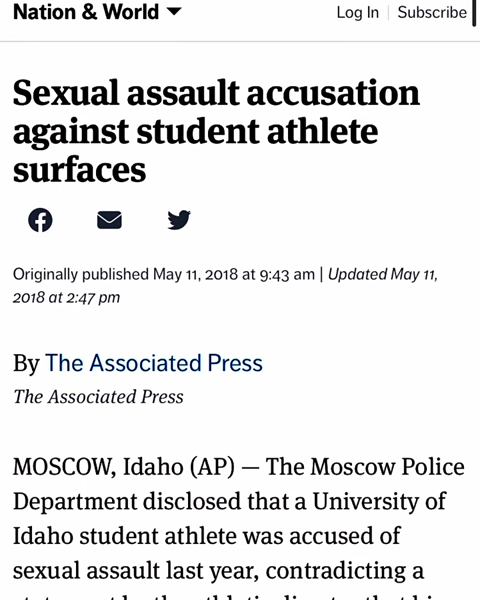 Nation & World
Log In Subscribe
Sexual assault accusation
against student athlete
surfaces
Originally published May 11, 2018 at 9:43 am | Updated May 11,
2018 at 2:47 pm
By The Associated Press
The Associated Press
MOSCOW, Idaho (AP) — The Moscow Police
Department disclosed that a University of
Idaho student athlete was accused of
sexual assault last year, contradicting a